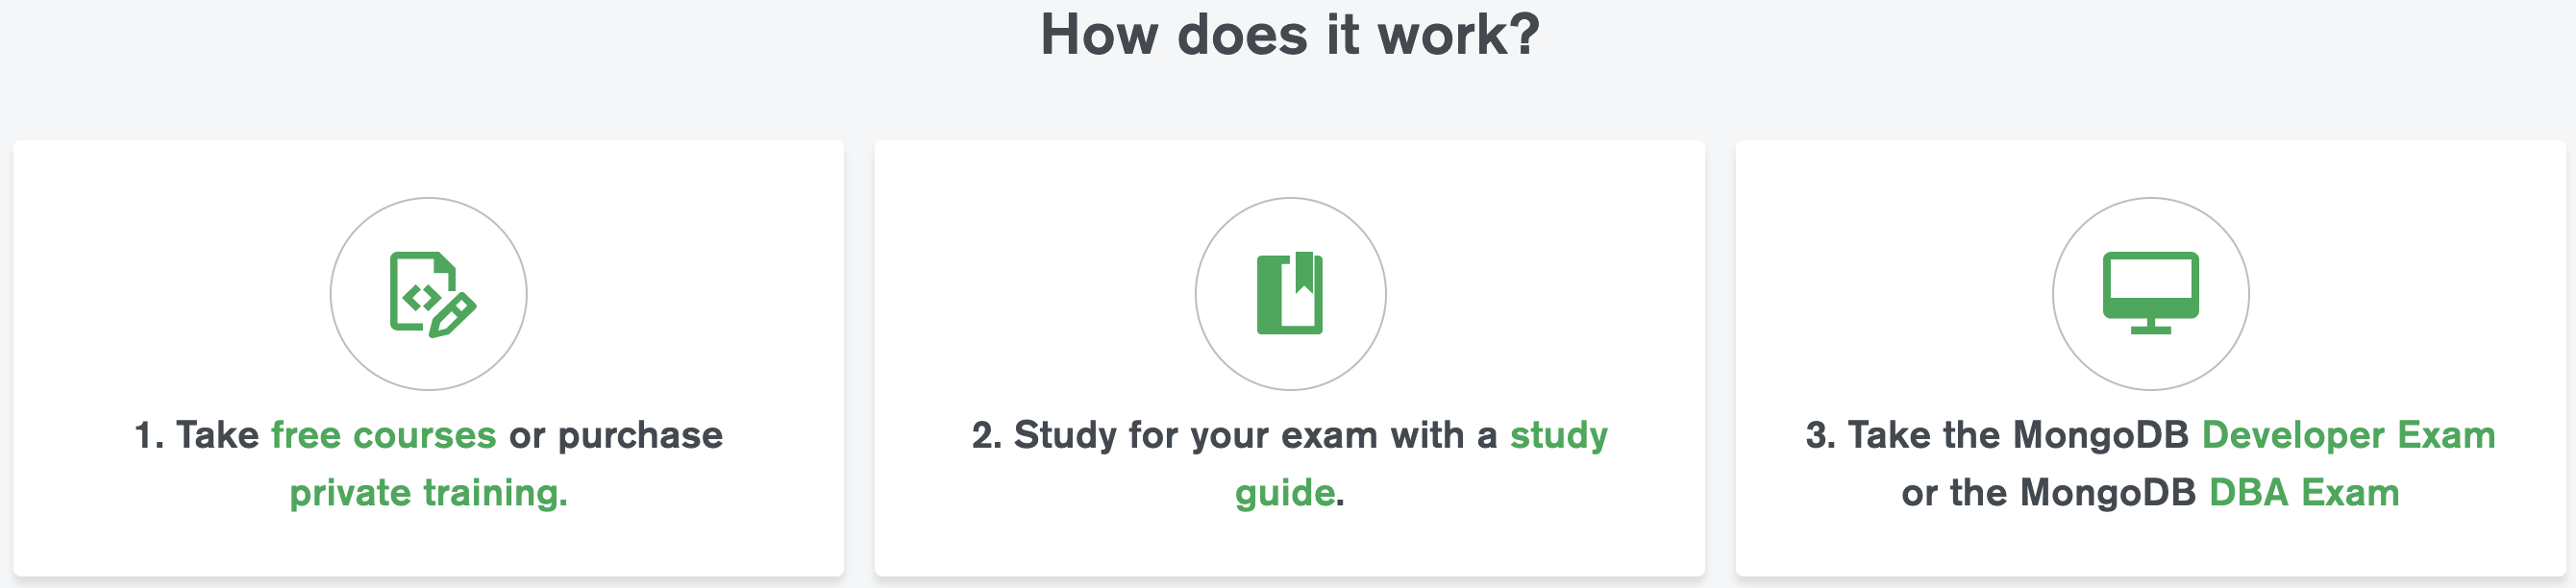 How does it work?
1. Take free courses or purchase
private training.
2. Study for your exam with a study
guide.
3. Take the MongoDB Developer Exam
or the MongoDB DBA Exam